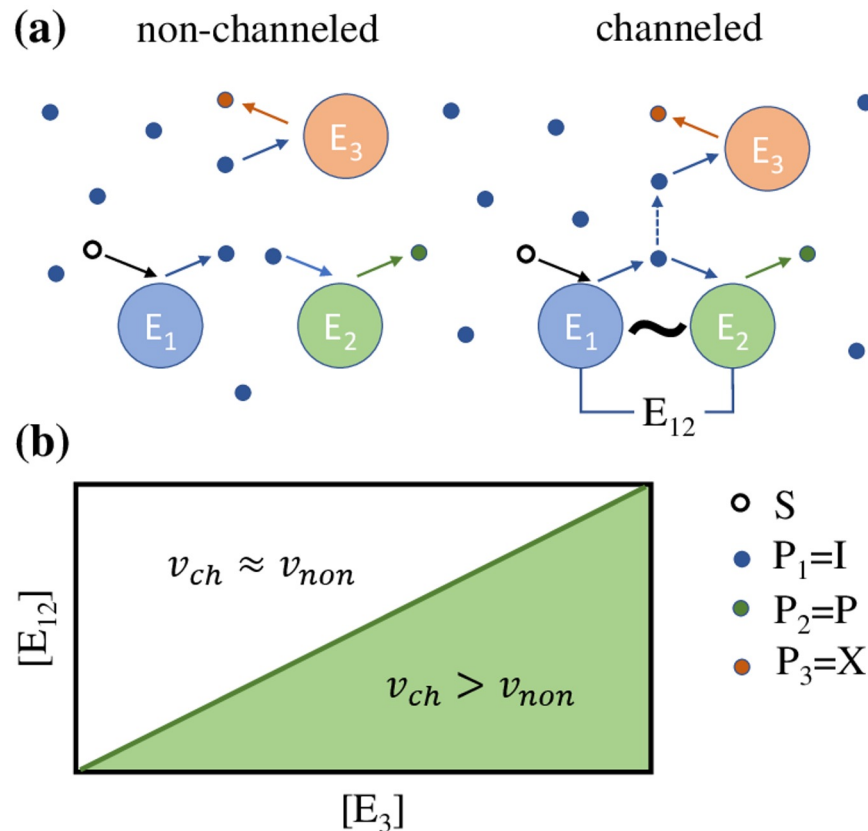 (a)
non-channeled
channeled
E₃
E₃
E₁
E₂
E₁
E₂
E₁₂
(b)
[E₁₂]
v_ch ≈ v_non
v_ch > v_non
[E₃]
S
P₁=I
P₂=P
P₃=X